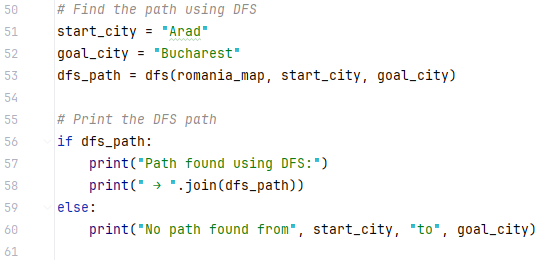 50 # Find the path using DFS
51 start_city = "Arad"
52 goal_city = "Bucharest"
53 dfs_path = dfs(romania_map, start_city, goal_city)
54
55 # Print the DFS path
56 if dfs_path:
57     print("Path found using DFS:")
58     print(" → ".join(dfs_path))
59 else:
60     print("No path found from", start_city, "to", goal_city)
61